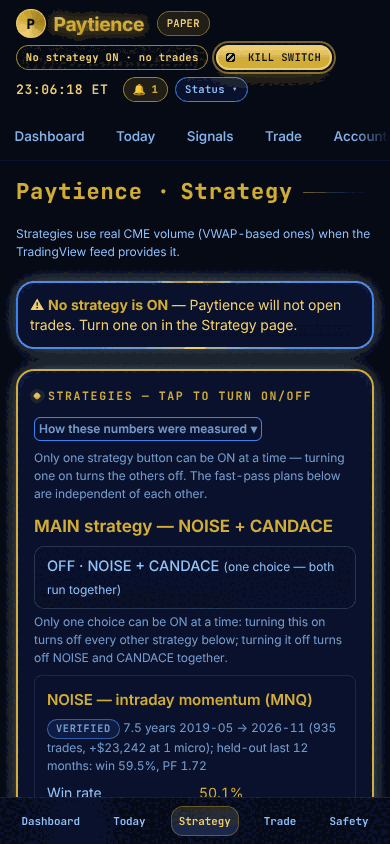 P Paytience PAPER
No strategy ON · no trades KILL SWITCH
23:06:18 ET 🔔 1 Status ▾
Dashboard Today Signals Trade Account
Paytience · Strategy
Strategies use real CME volume (VWAP-based ones) when the
TradingView feed provides it.
⚠ No strategy is ON — Paytience will not open
trades. Turn one on in the Strategy page.
STRATEGIES — TAP TO TURN ON/OFF
How these numbers were measured ▾
Only one strategy button can be ON at a time — turning
one on turns the others off. The fast-pass plans below
are independent of each other.
MAIN strategy — NOISE + CANDACE
OFF · NOISE + CANDACE (one choice — both
run together)
Only one choice can be ON at a time: turning this on
turns off every other strategy below; turning it off turns
off NOISE and CANDACE together.
NOISE — intraday momentum (MNQ)
VERIFIED 7.5 years 2019-05 → 2026-11 (935
trades, +$23,242 at 1 micro); held-out last 12
months: win 59.5%, PF 1.72
Win rate 50.1%
Dashboard Today Strategy Trade Safety